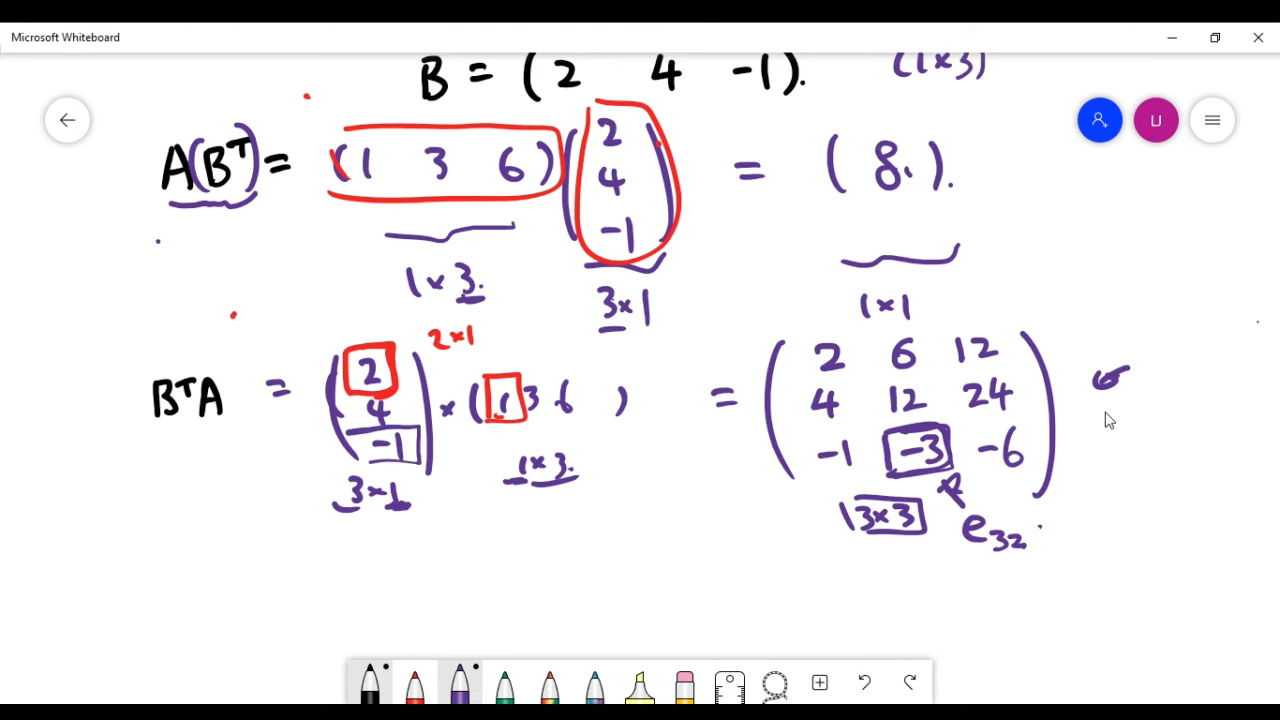 Microsoft Whiteboard
B = (2 4 -1). (1×3)
A(Bᵀ) = (1 3 6) (2 4 -1) = (8.).
1×3. 3×1 1×1
2×1
BᵀA = (2 4 -1) × (1 3 6) = (2 6 12
4 12 24
-1 -3 -6)
3×1 1×3. 3×3 e₃₂.
U